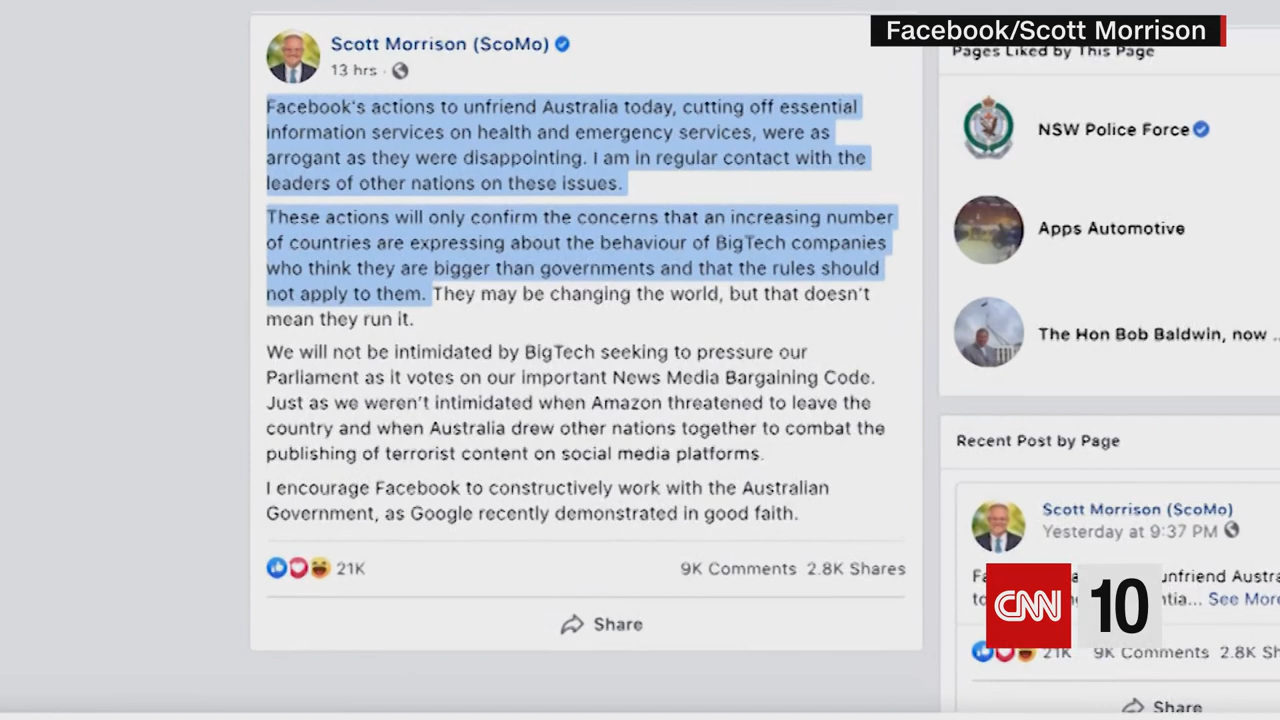 Facebook/Scott Morrison
Scott Morrison (ScoMo)
13 hrs ·
Facebook's actions to unfriend Australia today, cutting off essential
information services on health and emergency services, were as
arrogant as they were disappointing. I am in regular contact with the
leaders of other nations on these issues.
These actions will only confirm the concerns that an increasing number
of countries are expressing about the behaviour of BigTech companies
who think they are bigger than governments and that the rules should
not apply to them. They may be changing the world, but that doesn't
mean they run it.
We will not be intimidated by BigTech seeking to pressure our
Parliament as it votes on our important News Media Bargaining Code.
Just as we weren't intimidated when Amazon threatened to leave the
country and when Australia drew other nations together to combat the
publishing of terrorist content on social media platforms.
I encourage Facebook to constructively work with the Australian
Government, as Google recently demonstrated in good faith.
21K 9K Comments 2.8K Shares
Share
Pages Liked by This Page
NSW Police Force
Apps Automotive
The Hon Bob Baldwin, now ..
Recent Post by Page
Scott Morrison (ScoMo)
Yesterday at 9:37 PM
unfriend Austra
... See More
21K 9K Comments 2.8K Sh
Share
CNN 10